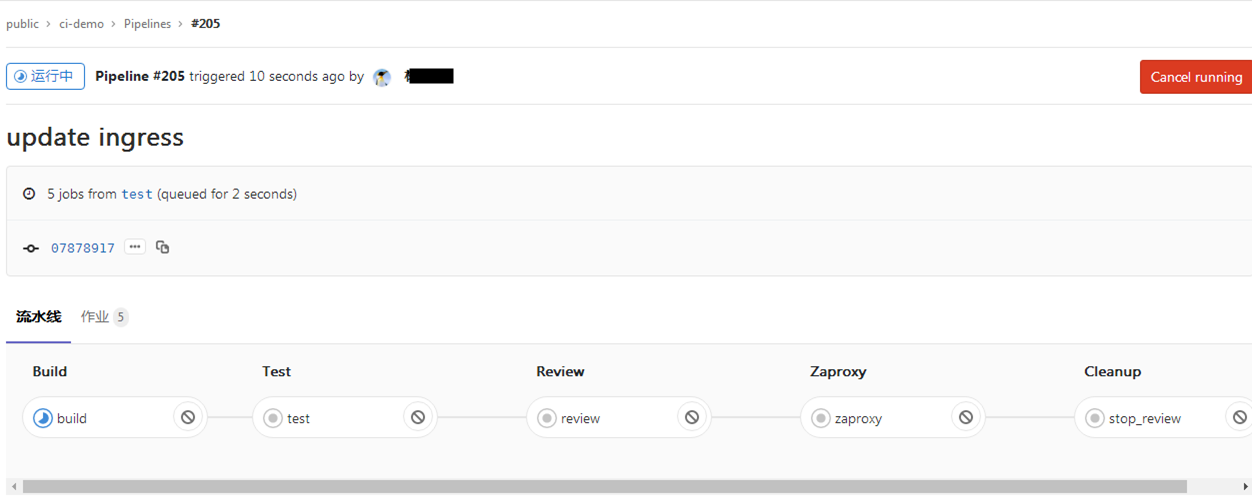 public > ci-demo > Pipelines > #205
运行中 Pipeline #205 triggered 10 seconds ago by
Cancel running
update ingress
5 jobs from test (queued for 2 seconds)
07878917
流水线 作业 5
Build Test Review Zaproxy Cleanup
build test review zaproxy stop_review